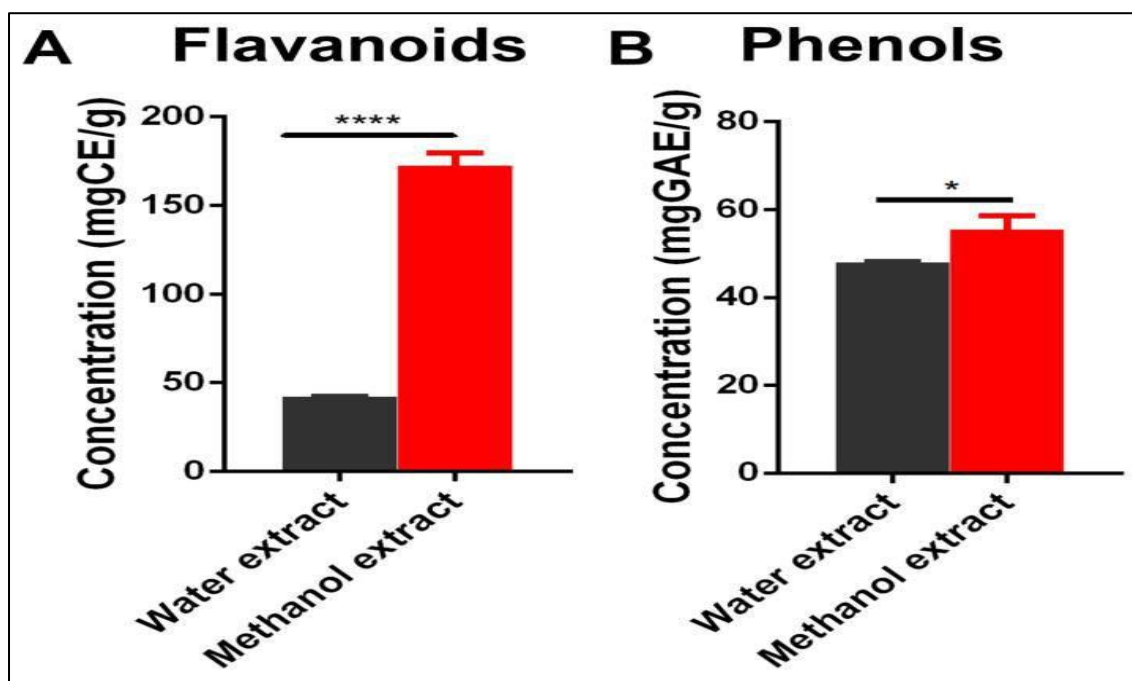 A Flavanoids
Concentration (mgCE/g)
200
150
100
50
0
****
Water extract
Methanol extract
B Phenols
Concentration (mgGAE/g)
80
60
40
20
0
*
Water extract
Methanol extract